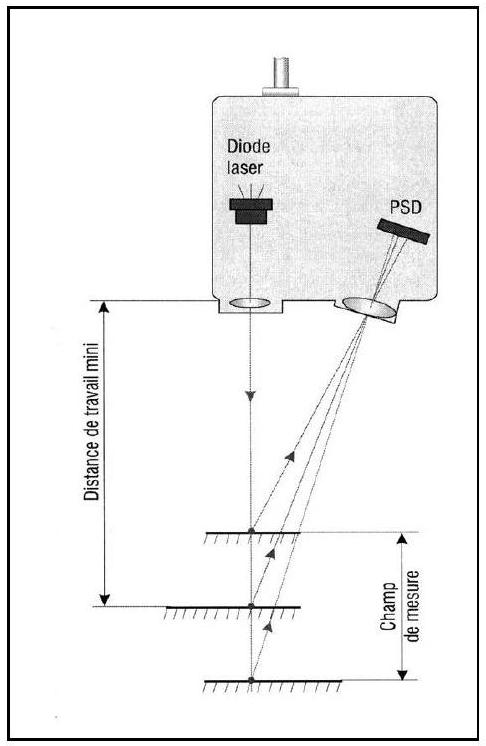 Diode
laser
PSD
Distance de travail mini
Champ
de mesure